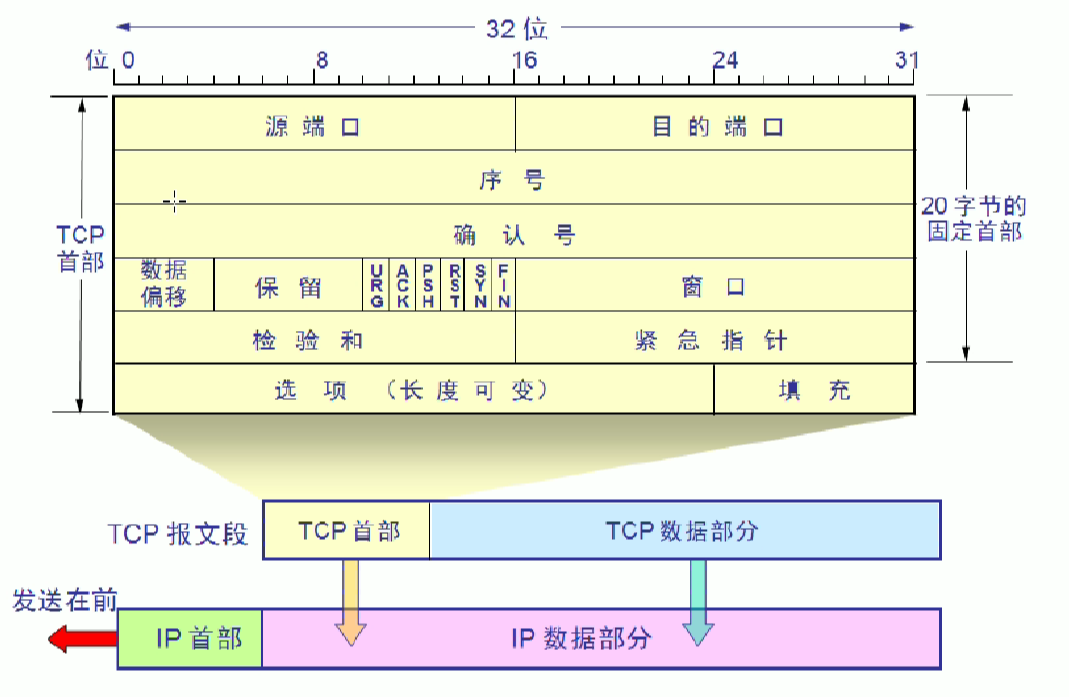 32 位
位 0 8 16 24 31
源端口 目的端口
序号
TCP
首部
20 字节的
固定首部
确认号
数据
偏移
保留
URG
ACK
PSH
RST
SYN
FIN
窗口
检验和 紧急指针
选项 （长度可变） 填充
TCP 报文段 TCP 首部 TCP 数据部分
发送在前
IP 首部 IP 数据部分